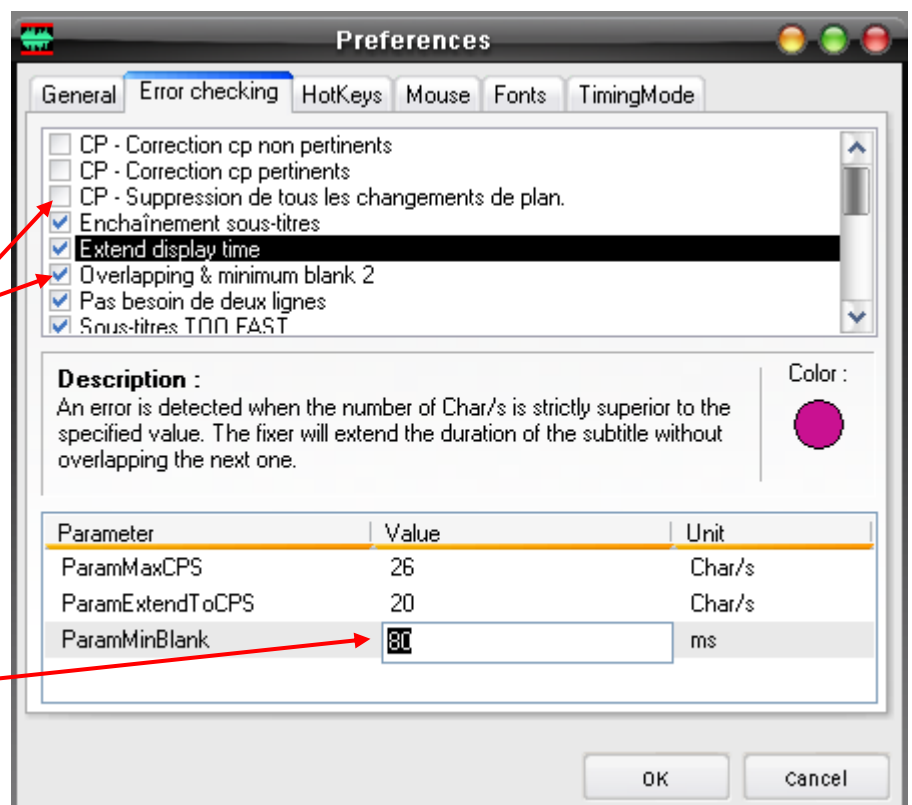 Preferences
General Error checking HotKeys Mouse Fonts TimingMode
CP - Correction cp non pertinents
CP - Correction cp pertinents
CP - Suppression de tous les changements de plan.
Enchaînement sous-titres
Extend display time
Overlapping & minimum blank 2
Pas besoin de deux lignes
Sous-titres TOO FAST
Description :
Color :
An error is detected when the number of Char/s is strictly superior to the
specified value. The fixer will extend the duration of the subtitle without
overlapping the next one.
Parameter Value Unit
ParamMaxCPS 26 Char/s
ParamExtendToCPS 20 Char/s
ParamMinBlank 80 ms
OK Cancel